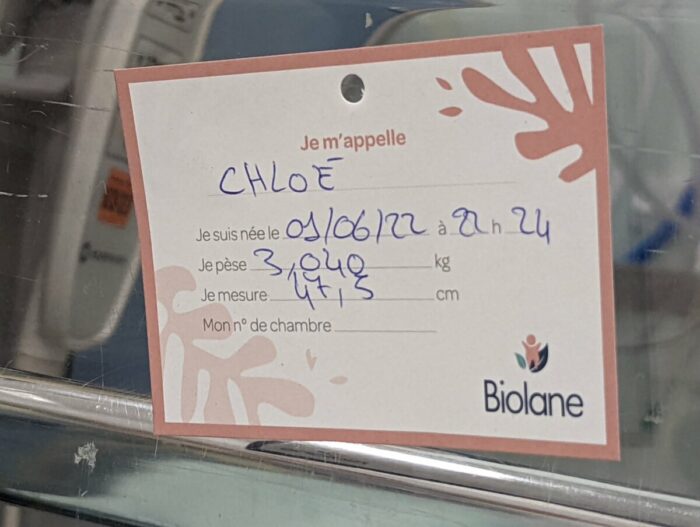 Je m'appelle
CHLOÉ
Je suis née le 01/06/22 à 22 h 24
Je pèse 3,040 kg
Je mesure 47,5 cm
Mon n° de chambre
Biolane